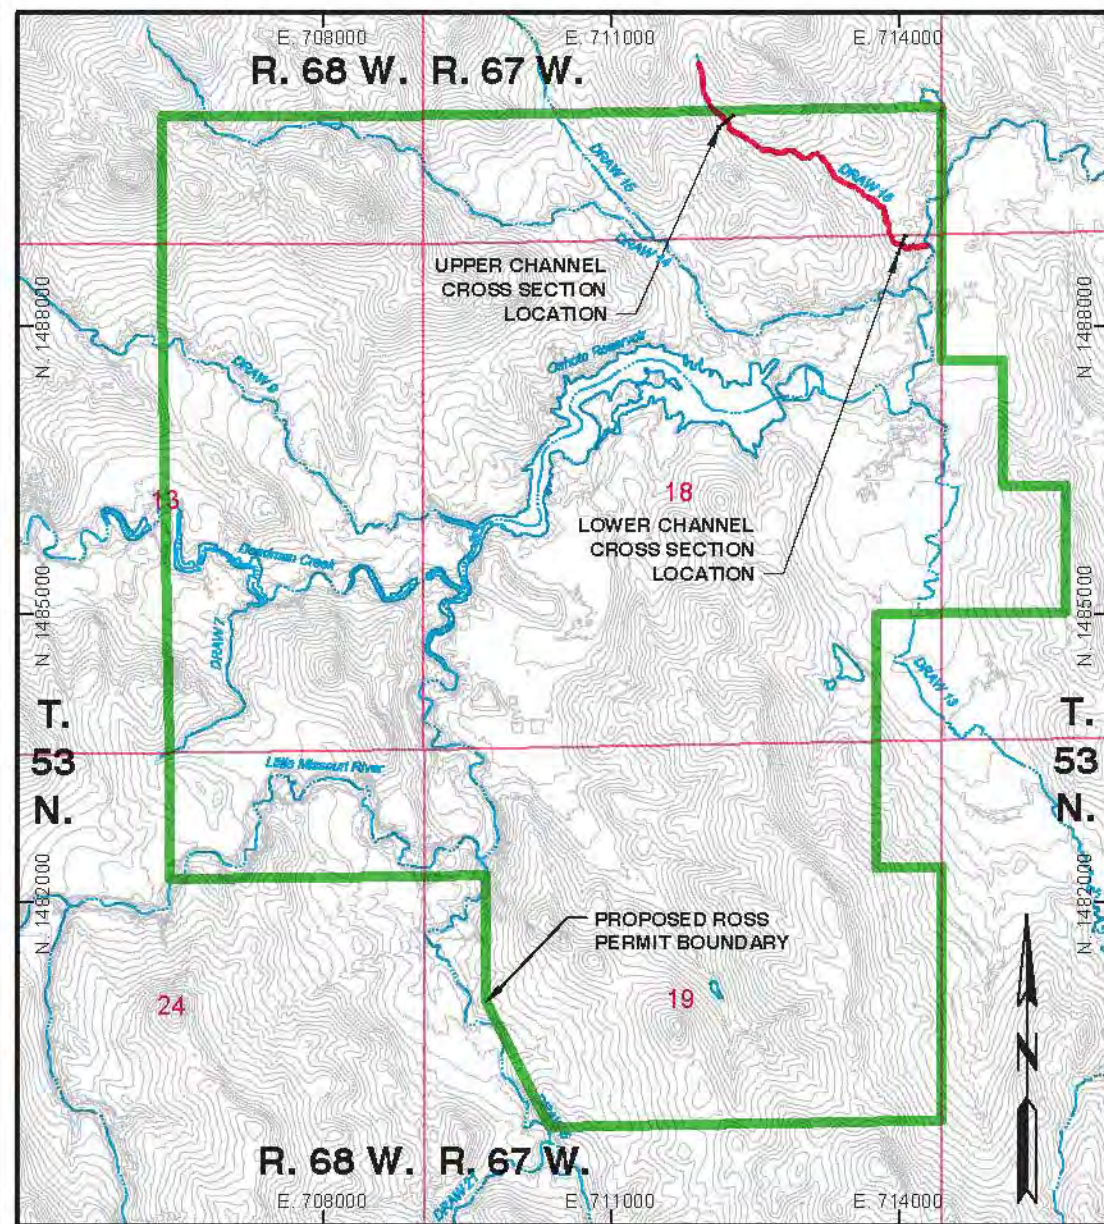 E. 708000
E. 711000
E. 714000
R. 68 W.
R. 67 W.
DRAW 15
DRAW 16
DRAW 14
UPPER CHANNEL
CROSS SECTION
LOCATION
N. 1488000
N. 1488000
Oshoto Reservoir
DRAW 9
13
18
LOWER CHANNEL
CROSS SECTION
LOCATION
Deadman Creek
N. 1485000
N. 1485000
DRAW 7
DRAW 13
T.
53
N.
T.
53
N.
Little Missouri River
N. 1482000
N. 1482000
PROPOSED ROSS
PERMIT BOUNDARY
24
19
N
R. 68 W.
R. 67 W.
DRAW 27
E. 708000
E. 711000
E. 714000